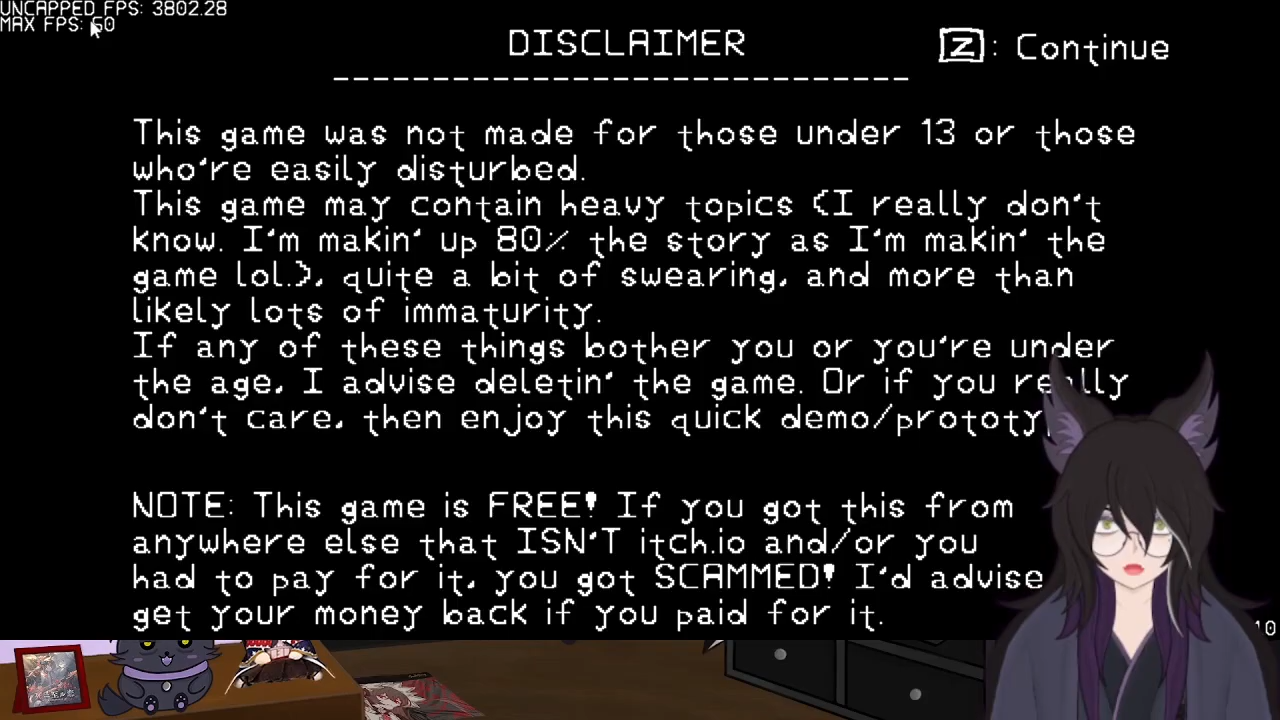 UNCAPPED FPS: 3802.28
MAX FPS: 60
DISCLAIMER
Z: Continue
----------------------------
This game was not made for those under 13 or those
who're easily disturbed.
This game may contain heavy topics (I really don't
know. I'm makin' up 80% the story as I'm makin' the
game lol.), quite a bit of swearing, and more than
likely lots of immaturity.
If any of these things bother you or you're under
the age, I advise deletin' the game. Or if you really
don't care, then enjoy this quick demo/prototy
NOTE: This game is FREE! If you got this from
anywhere else that ISN'T itch.io and/or you
had to pay for it, you got SCAMMED! I'd advise
get your money back if you paid for it.
10